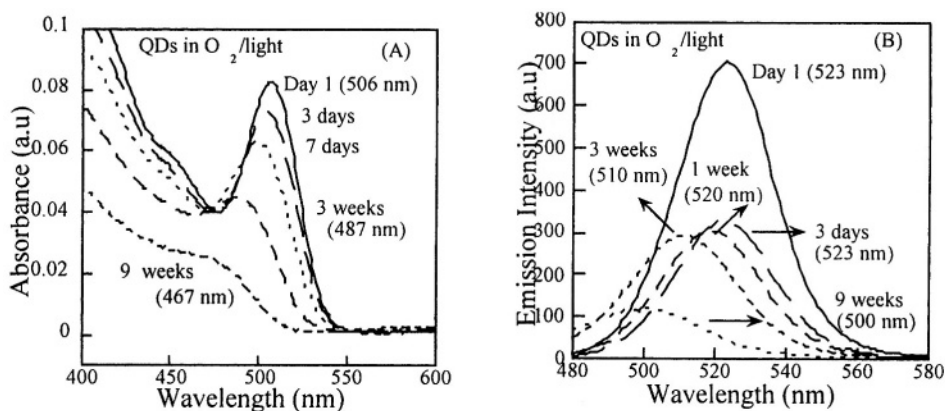 0.1
0.08
0.06
0.04
0.02
0
Absorbance (a.u)
QDs in O 2/light
(A)
Day 1 (506 nm)
3 days
7 days
3 weeks
(487 nm)
9 weeks
(467 nm)
400
450
500
550
600
Wavelength (nm)
800
700
600
500
400
300
200
100
0
Emission Intensity (a.u)
QDs in O 2/light
(B)
Day 1 (523 nm)
3 weeks
(510 nm)
1 week
(520 nm)
3 days
(523 nm)
9 weeks
(500 nm)
480
500
520
540
560
580
Wavelength (nm)